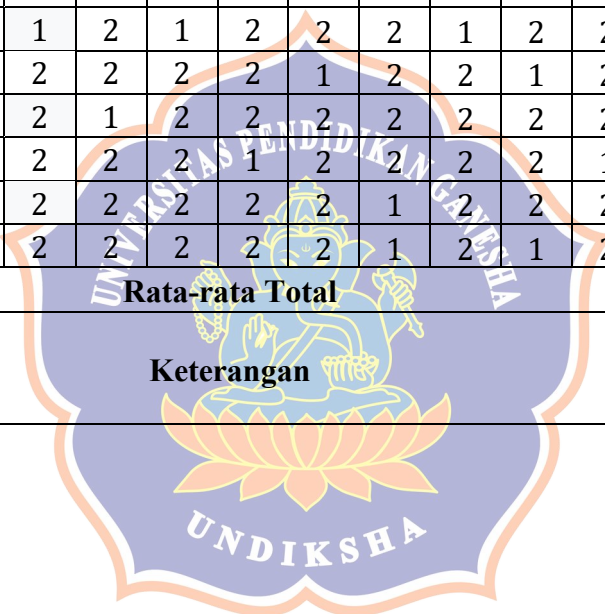 1 2 1 2 2 2 1 2
2 2 2 2 1 2 2 1
2 1 2 2 2 2 2 2
2 2 2 1 2 2 2 2
2 2 2 2 2 1 2 2
2 2 2 2 2 1 2 1
Rata-rata Total
Keterangan
UNIVERSITAS PENDIDIKAN GANESHA
UNDIKSHA